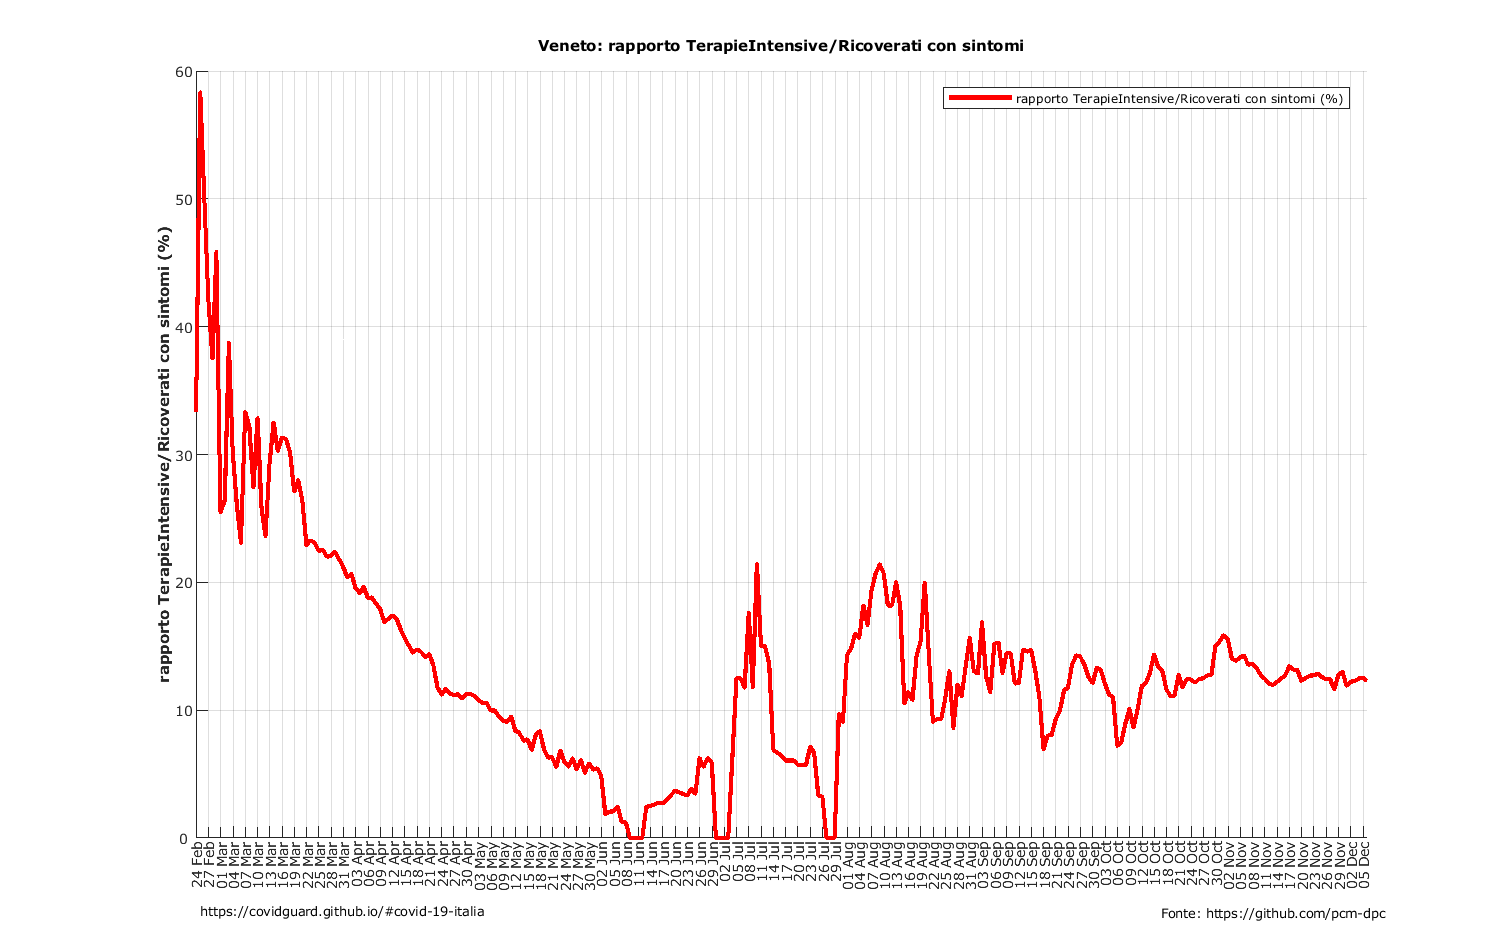 Veneto: rapporto TerapieIntensive/Ricoverati con sintomi
rapporto TerapieIntensive/Ricoverati con sintomi (%)
rapporto TerapieIntensive/Ricoverati con sintomi (%)
60
50
40
30
20
10
0
24 Feb
27 Feb
01 Mar
04 Mar
07 Mar
10 Mar
13 Mar
16 Mar
19 Mar
22 Mar
25 Mar
28 Mar
31 Mar
03 Apr
06 Apr
09 Apr
12 Apr
15 Apr
18 Apr
21 Apr
24 Apr
27 Apr
30 Apr
03 May
06 May
09 May
12 May
15 May
18 May
21 May
24 May
27 May
30 May
02 Jun
05 Jun
08 Jun
11 Jun
14 Jun
17 Jun
20 Jun
23 Jun
26 Jun
29 Jun
02 Jul
05 Jul
08 Jul
11 Jul
14 Jul
17 Jul
20 Jul
23 Jul
26 Jul
29 Jul
01 Aug
04 Aug
07 Aug
10 Aug
13 Aug
16 Aug
19 Aug
22 Aug
25 Aug
28 Aug
31 Aug
03 Sep
06 Sep
09 Sep
12 Sep
15 Sep
18 Sep
21 Sep
24 Sep
27 Sep
30 Sep
03 Oct
06 Oct
09 Oct
12 Oct
15 Oct
18 Oct
21 Oct
24 Oct
27 Oct
30 Oct
02 Nov
05 Nov
08 Nov
11 Nov
14 Nov
17 Nov
20 Nov
23 Nov
26 Nov
29 Nov
02 Dec
05 Dec
https://covidguard.github.io/#covid-19-italia
Fonte: https://github.com/pcm-dpc